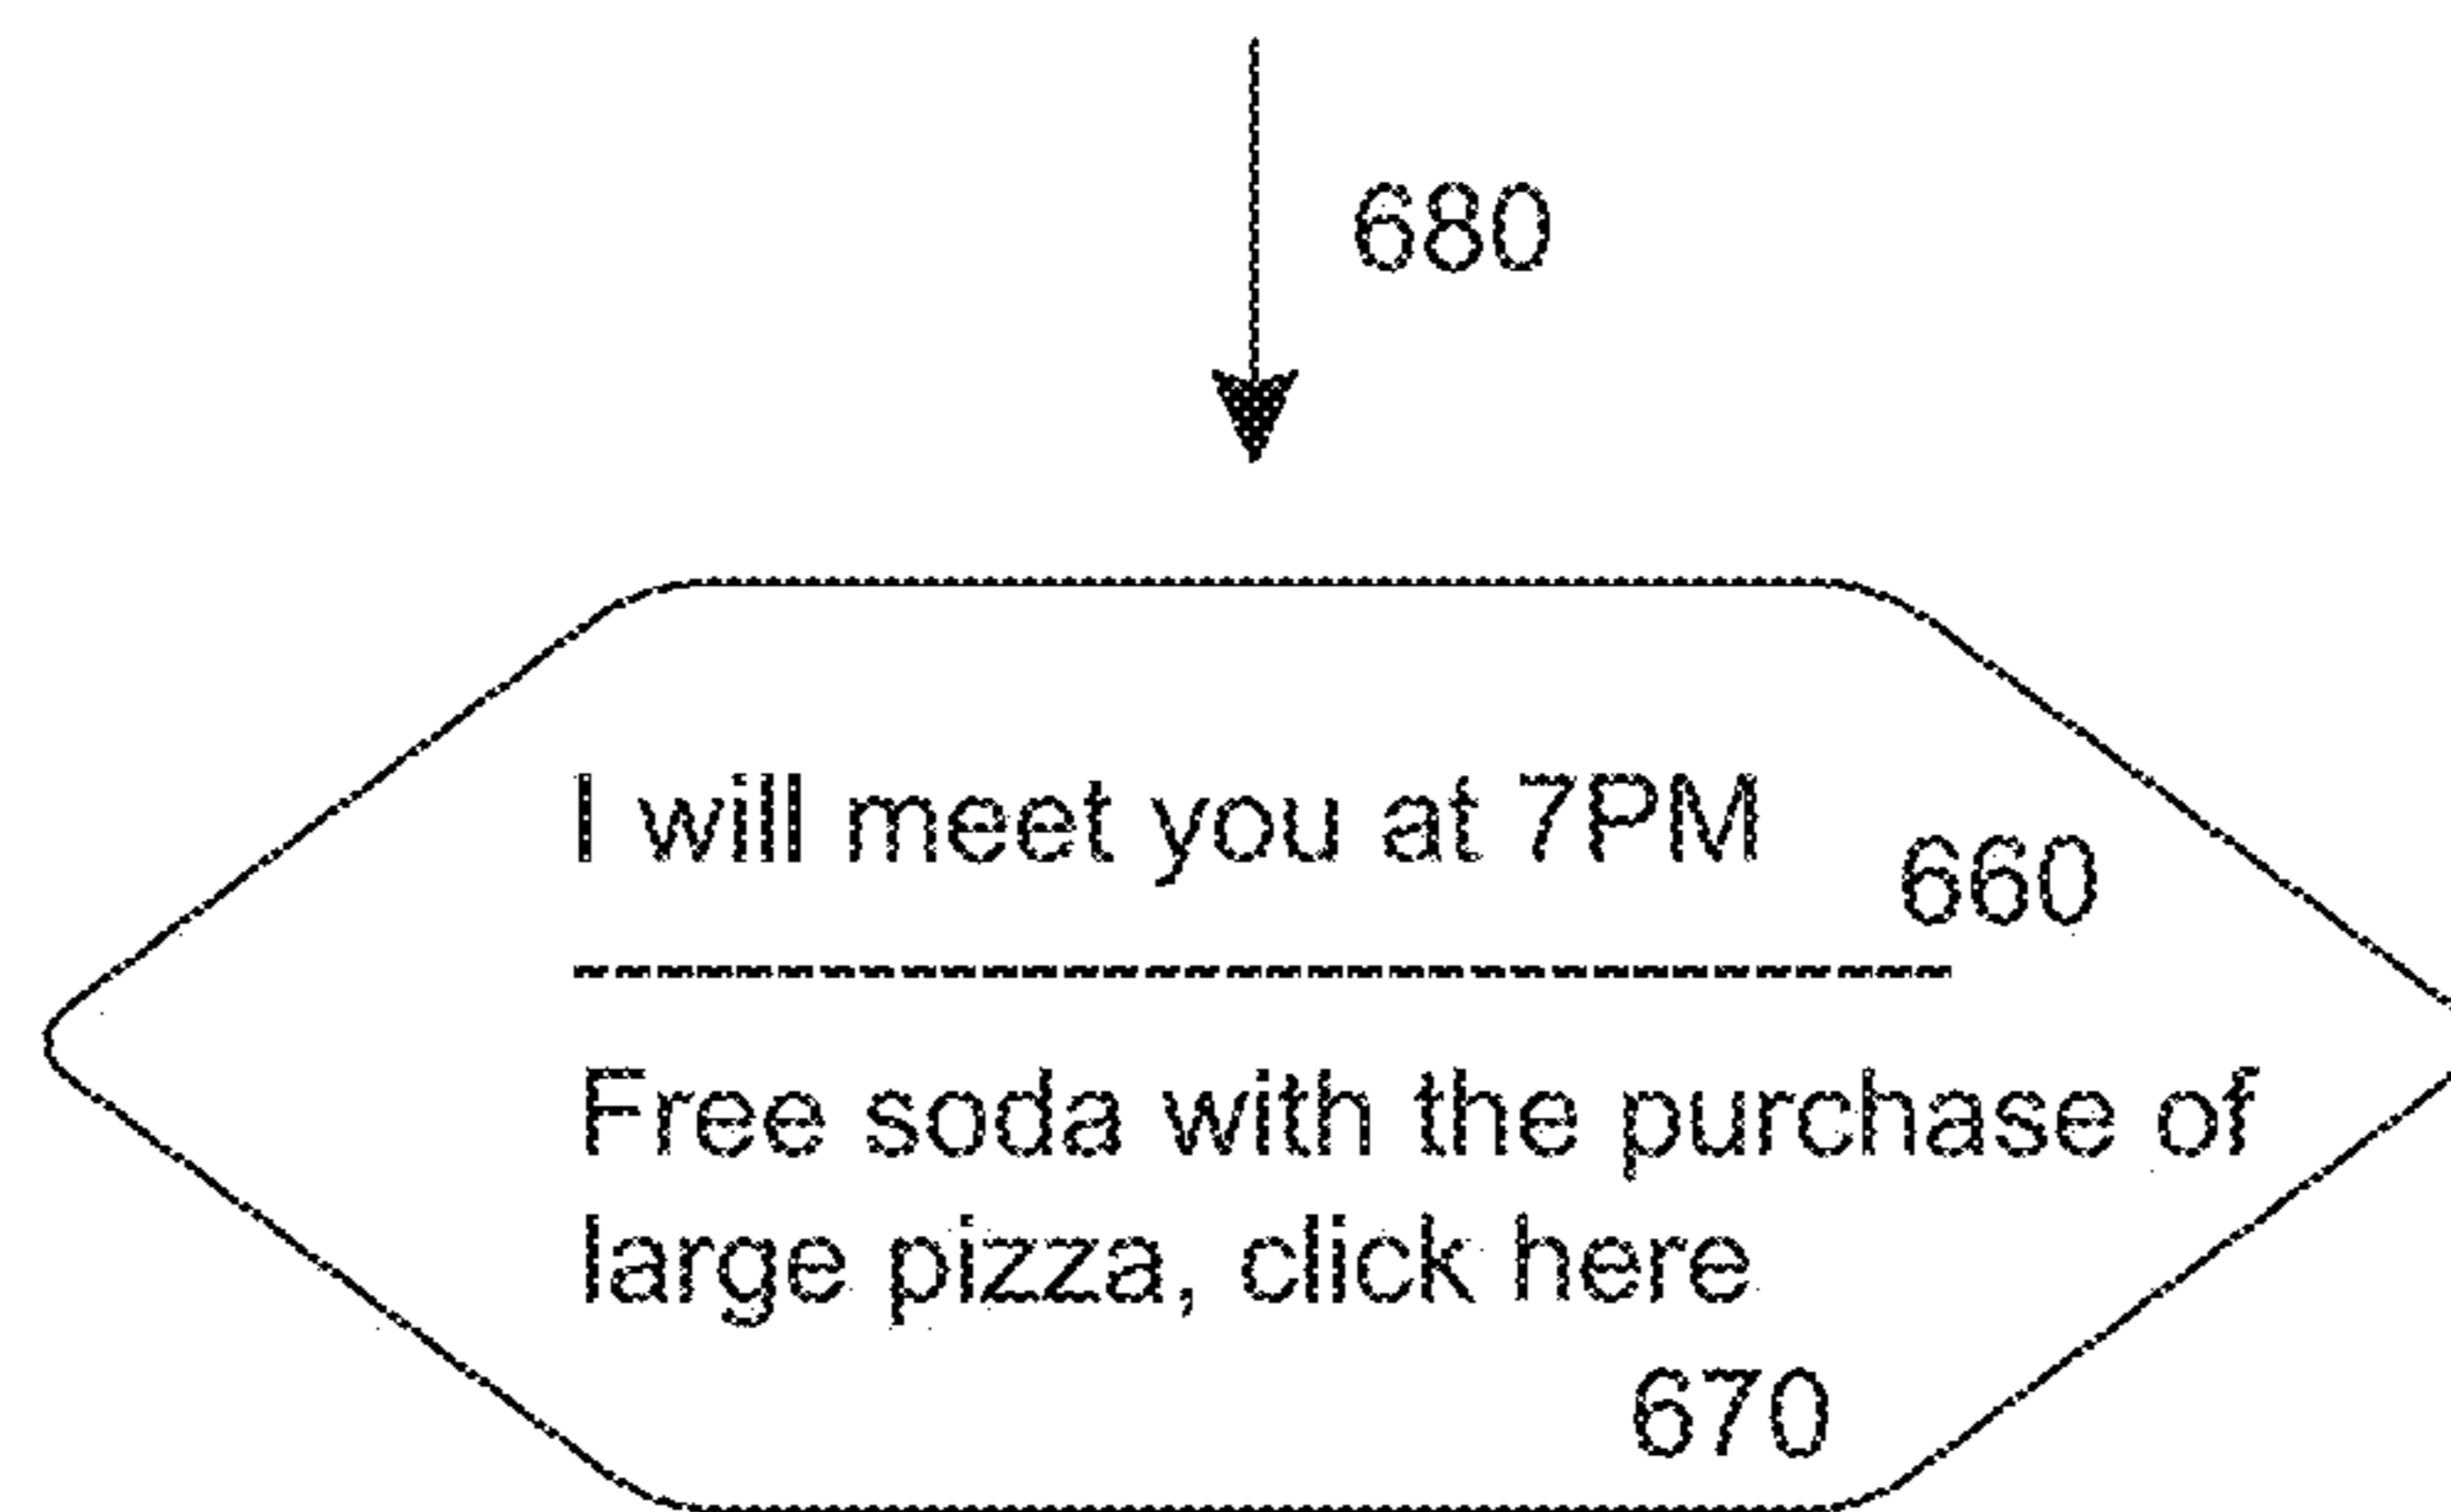 680
I will meet you at 7PM
660
--------------------------------
Free soda with the purchase of
large pizza, click here
670